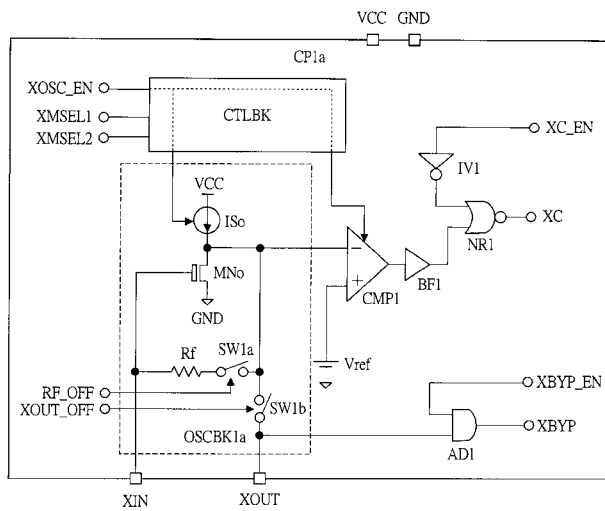 VCC GND
CP1a
XOSC_EN
XMSEL1
XMSEL2
CTLBK
XC_EN
IV1
VCC
ISo
XC
NR1
MNo
BF1
CMP1
GND
Rf
SW1a
Vref
RF_OFF
XOUT_OFF
SW1b
OSCBK1a
XBYP_EN
XBYP
AD1
XIN
XOUT